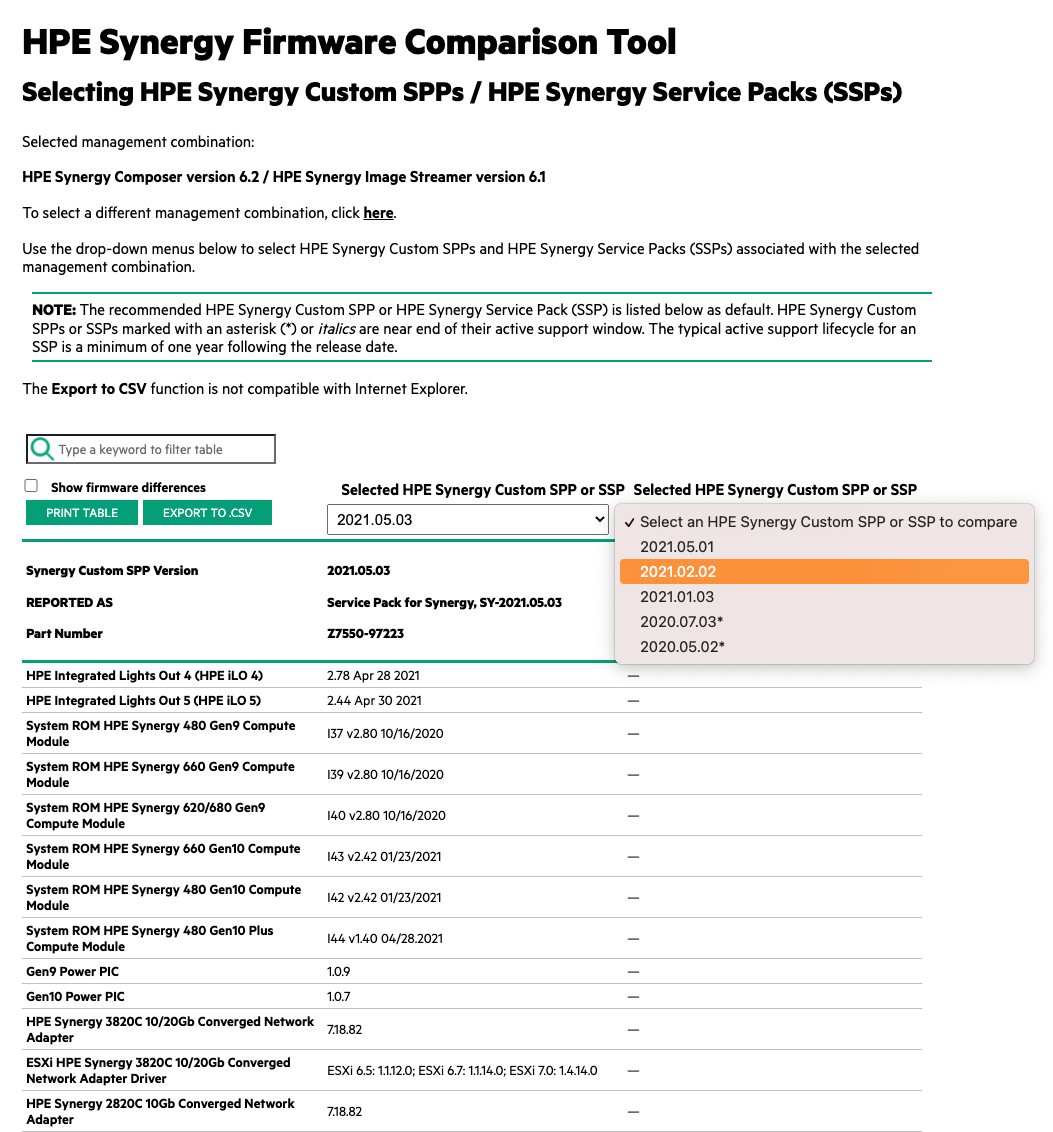 HPE Synergy Firmware Comparison Tool
Selecting HPE Synergy Custom SPPs / HPE Synergy Service Packs (SSPs)
Selected management combination:
HPE Synergy Composer version 6.2 / HPE Synergy Image Streamer version 6.1
To select a different management combination, click here.
Use the drop-down menus below to select HPE Synergy Custom SPPs and HPE Synergy Service Packs (SSPs) associated with the selected
management combination.
NOTE: The recommended HPE Synergy Custom SPP or HPE Synergy Service Pack (SSP) is listed below as default. HPE Synergy Custom
SPPs or SSPs marked with an asterisk (*) or italics are near end of their active support window. The typical active support lifecycle for an
SSP is a minimum of one year following the release date.
The Export to CSV function is not compatible with Internet Explorer.
Type a keyword to filter table
Show firmware differences
PRINT TABLE EXPORT TO .CSV
Selected HPE Synergy Custom SPP or SSP Selected HPE Synergy Custom SPP or SSP
2021.05.03
✓ Select an HPE Synergy Custom SPP or SSP to compare
2021.05.01
2021.02.02
2021.01.03
2020.07.03*
2020.05.02*
Synergy Custom SPP Version 2021.05.03
REPORTED AS Service Pack for Synergy, SY-2021.05.03
Part Number Z7550-97223
HPE Integrated Lights Out 4 (HPE iLO 4) 2.78 Apr 28 2021 —
HPE Integrated Lights Out 5 (HPE iLO 5) 2.44 Apr 30 2021 —
System ROM HPE Synergy 480 Gen9 Compute
Module I37 v2.80 10/16/2020 —
System ROM HPE Synergy 660 Gen9 Compute
Module I39 v2.80 10/16/2020 —
System ROM HPE Synergy 620/680 Gen9
Compute Module I40 v2.80 10/16/2020 —
System ROM HPE Synergy 660 Gen10 Compute
Module I43 v2.42 01/23/2021 —
System ROM HPE Synergy 480 Gen10 Compute
Module I42 v2.42 01/23/2021 —
System ROM HPE Synergy 480 Gen10 Plus
Compute Module I44 v1.40 04/28.2021 —
Gen9 Power PIC 1.0.9 —
Gen10 Power PIC 1.0.7 —
HPE Synergy 3820C 10/20Gb Converged Network
Adapter 7.18.82 —
ESXi HPE Synergy 3820C 10/20Gb Converged
Network Adapter Driver ESXi 6.5: 1.1.12.0; ESXi 6.7: 1.1.14.0; ESXi 7.0: 1.4.14.0 —
HPE Synergy 2820C 10Gb Converged Network
Adapter 7.18.82 —